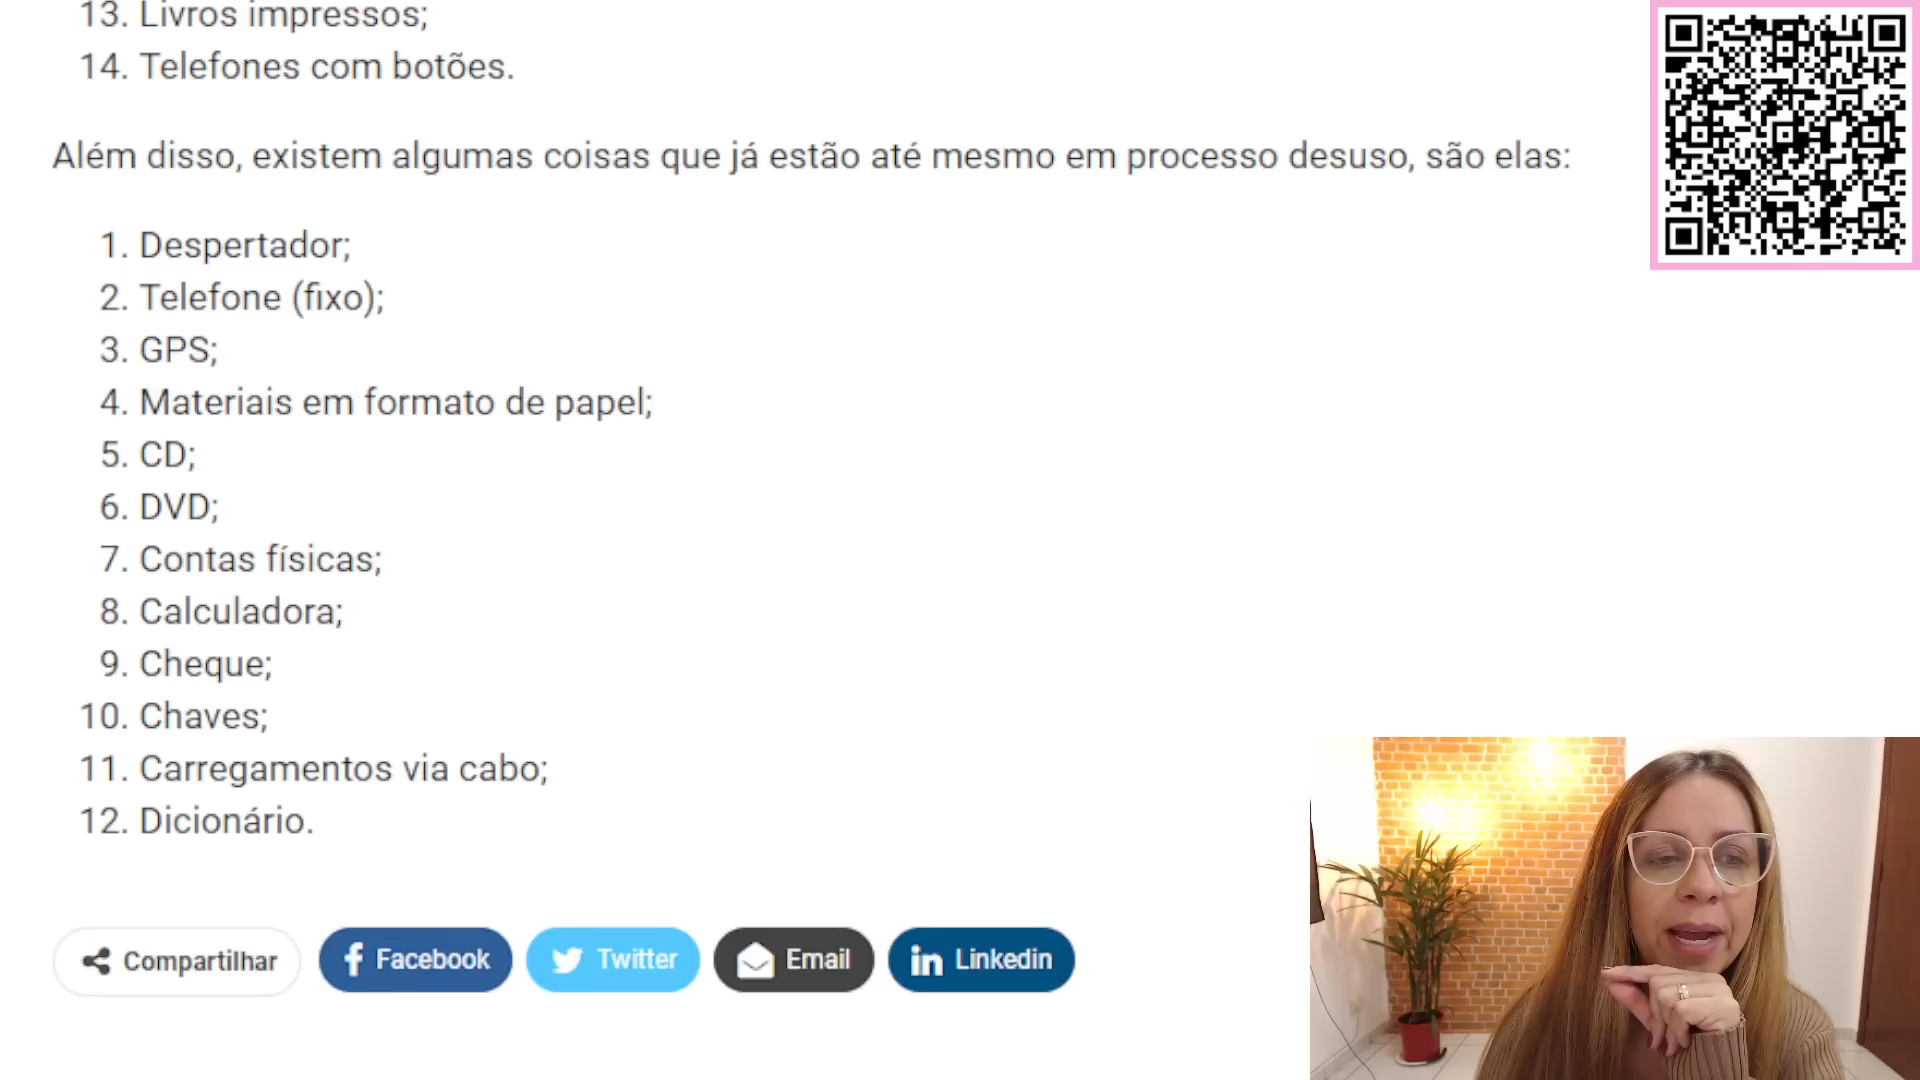 13. Livros impressos;
14. Telefones com botões.
Além disso, existem algumas coisas que já estão até mesmo em processo desuso, são elas:
1. Despertador;
2. Telefone (fixo);
3. GPS;
4. Materiais em formato de papel;
5. CD;
6. DVD;
7. Contas físicas;
8. Calculadora;
9. Cheque;
10. Chaves;
11. Carregamentos via cabo;
12. Dicionário.
Compartilhar Facebook Twitter Email Linkedin